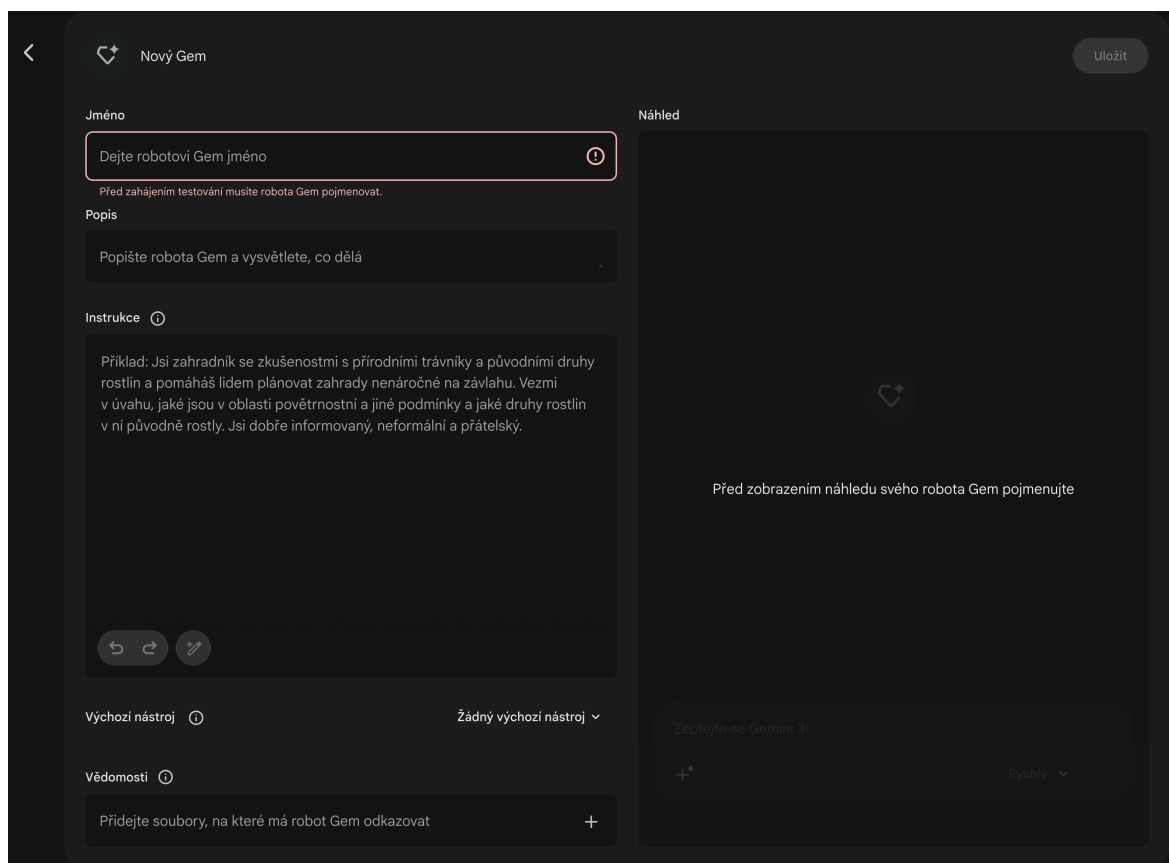 Nový Gem
Uložit
Jméno
Dejte robotovi Gem jméno
Před zahájením testování musíte robota Gem pojmenovat.
Popis
Popište robota Gem a vysvětlete, co dělá
Instrukce
Příklad: Jsi zahradník se zkušenostmi s přírodními trávníky a původními druhy
rostlin a pomáháš lidem plánovat zahrady nenáročné na závlahu. Vezmi
v úvahu, jaké jsou v oblasti povětrnostní a jiné podmínky a jaké druhy rostlin
v ní původně rostly. Jsi dobře informovaný, neformální a přátelský.
Výchozí nástroj
Žádný výchozí nástroj
Vědomosti
Přidejte soubory, na které má robot Gem odkazovat
Náhled
Před zobrazením náhledu svého robota Gem pojmenujte
Zeptejte se Gemini 3
Rychlý